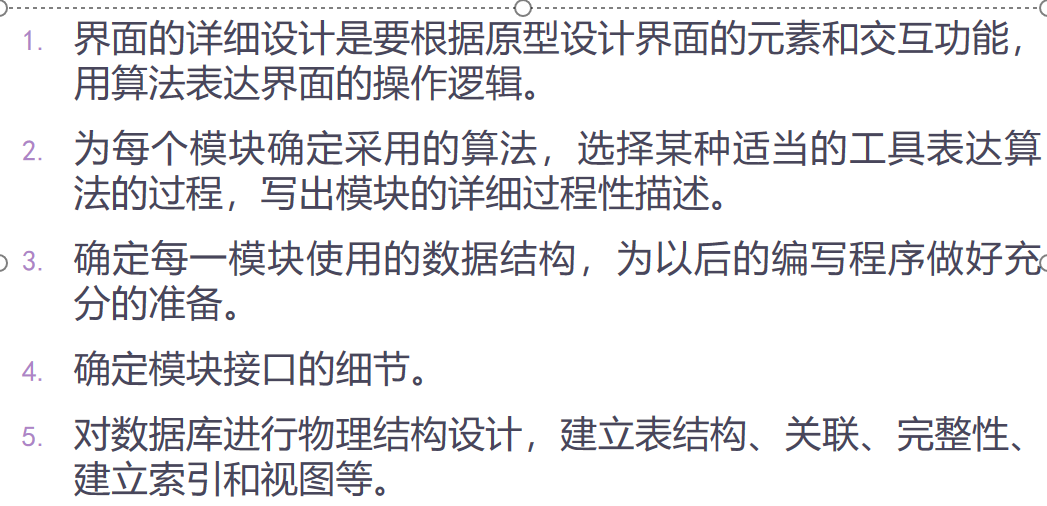 1. 界面的详细设计是要根据原型设计界面的元素和交互功能，
用算法表达界面的操作逻辑。
2. 为每个模块确定采用的算法，选择某种适当的工具表达算
法的过程，写出模块的详细过程性描述。
3. 确定每一模块使用的数据结构，为以后的编写程序做好充
分的准备。
4. 确定模块接口的细节。
5. 对数据库进行物理结构设计，建立表结构、关联、完整性、
建立索引和视图等。